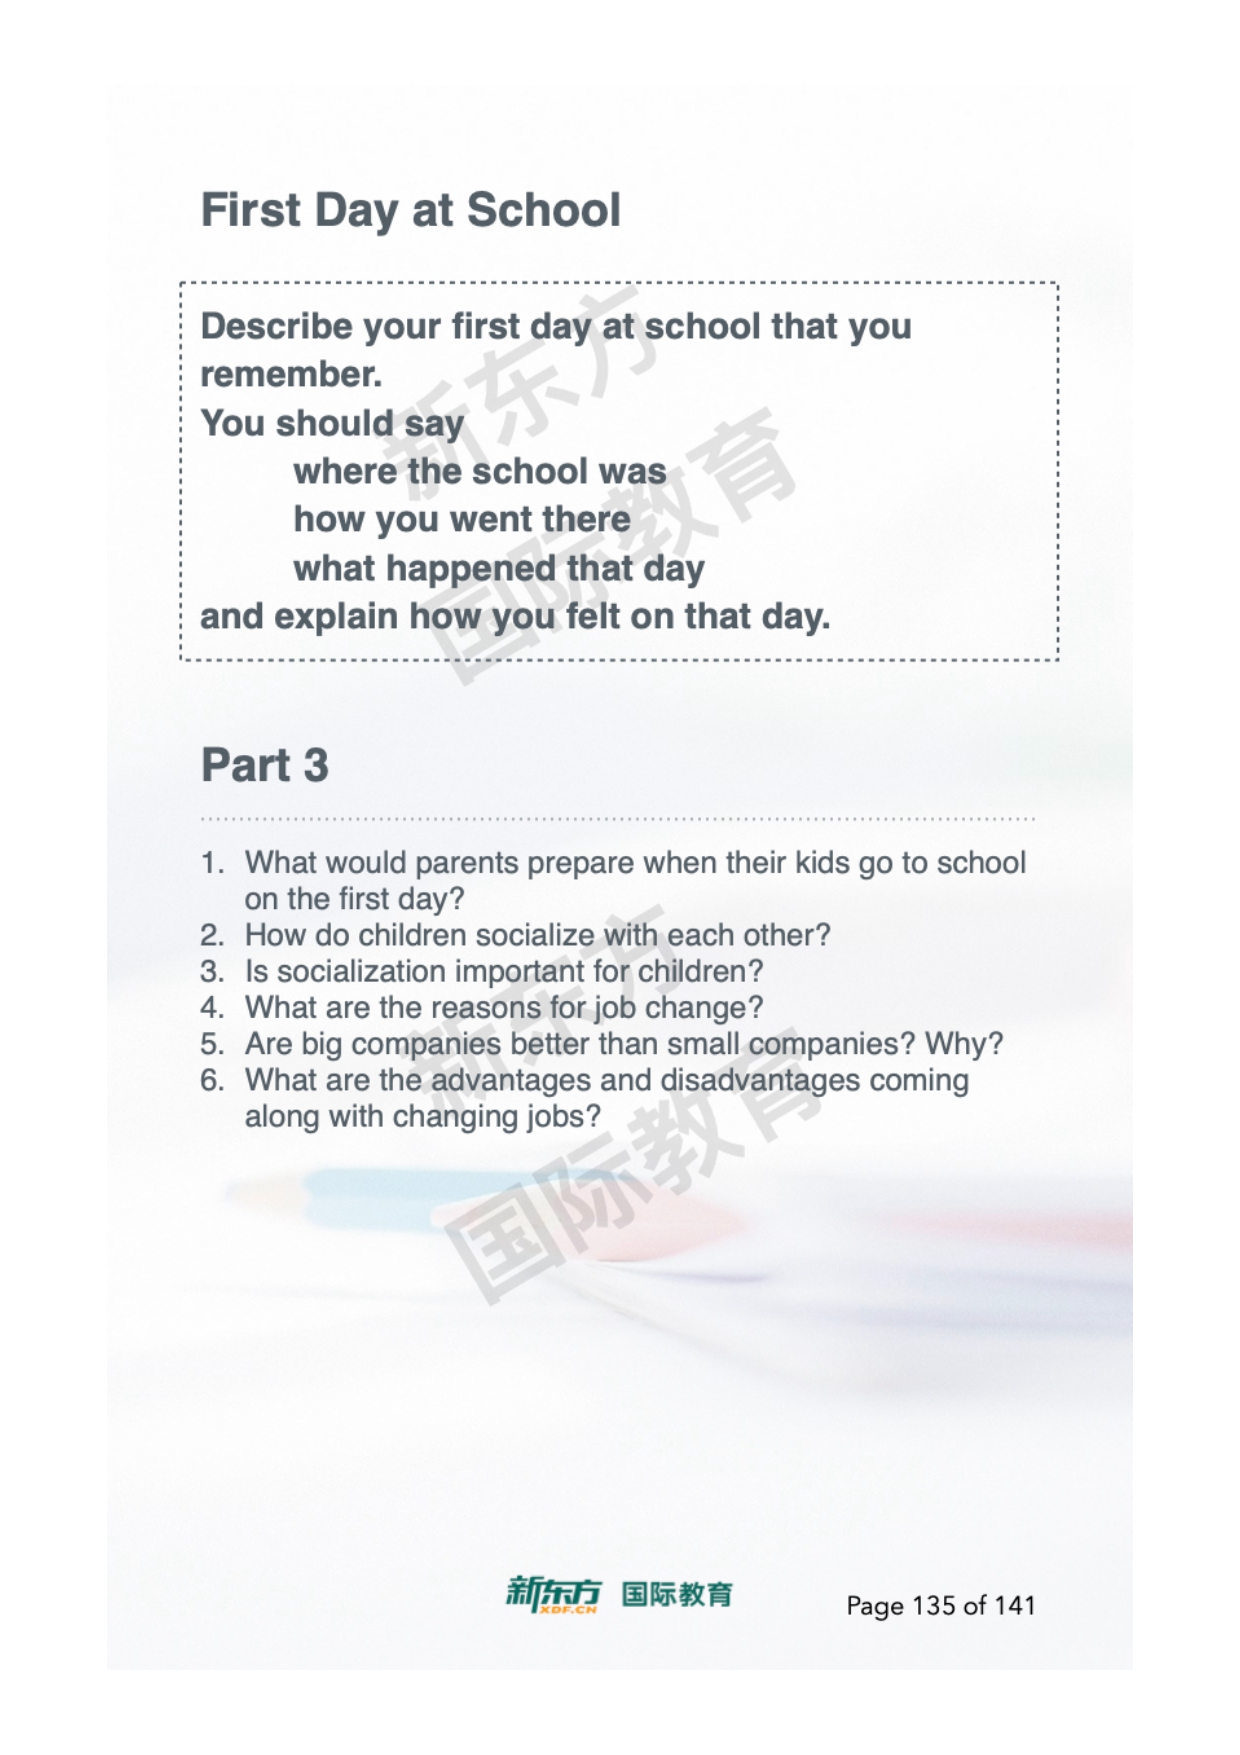 First Day at School
Describe your first day at school that you
remember.
You should say
where the school was
how you went there
what happened that day
and explain how you felt on that day.
新东方
国际教育
Part 3
1. What would parents prepare when their kids go to school
on the first day?
2. How do children socialize with each other?
3. Is socialization important for children?
4. What are the reasons for job change?
5. Are big companies better than small companies? Why?
6. What are the advantages and disadvantages coming
along with changing jobs?
新东方
国际教育
新东方 国际教育
XDF.CN
Page 135 of 141